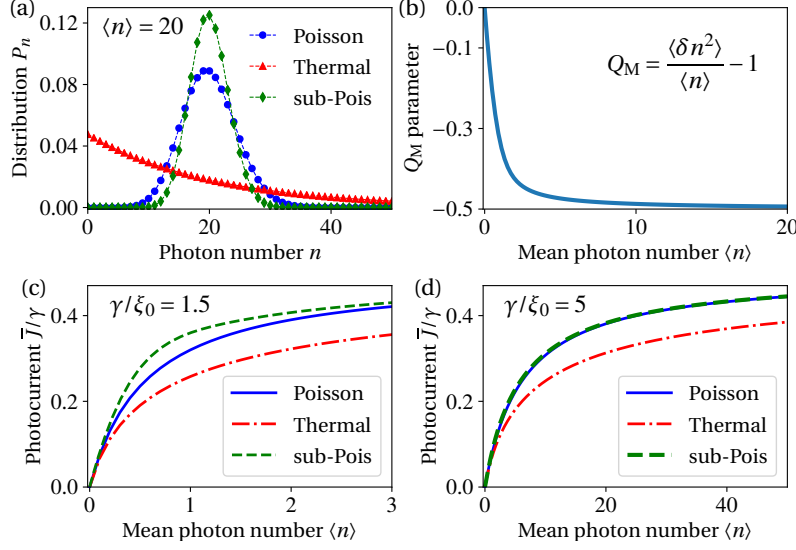 (a)
0.12
0.08
0.04
0.00
Distribution Pₙ
⟨n⟩ = 20
Poisson
Thermal
sub-Pois
0
20
40
Photon number n
(b)
0.0
-0.1
-0.3
-0.5
Q_M parameter
Q_M = ⟨δn²⟩ / ⟨n⟩ − 1
0
10
20
Mean photon number ⟨n⟩
(c)
γ/ξ₀ = 1.5
0.4
0.2
0.0
Photocurrent J̅/γ
Poisson
Thermal
sub-Pois
0
1
2
3
Mean photon number ⟨n⟩
(d)
γ/ξ₀ = 5
0.4
0.2
0.0
Photocurrent J̅/γ
Poisson
Thermal
sub-Pois
0
20
40
Mean photon number ⟨n⟩